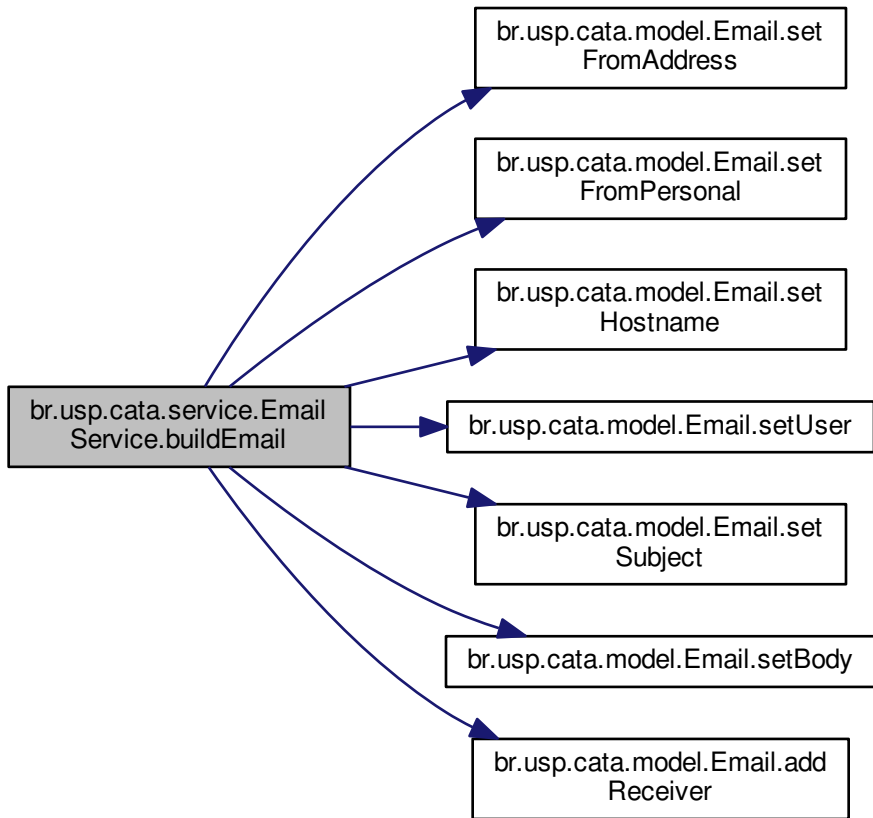 br.usp.cata.model.Email.set
FromAddress
br.usp.cata.model.Email.set
FromPersonal
br.usp.cata.model.Email.set
Hostname
br.usp.cata.service.Email
Service.buildEmail
br.usp.cata.model.Email.setUser
br.usp.cata.model.Email.set
Subject
br.usp.cata.model.Email.setBody
br.usp.cata.model.Email.add
Receiver